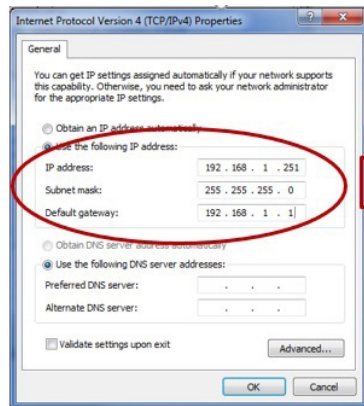 Internet Protocol Version 4 (TCP/IPv4) Properties
General
You can get IP settings assigned automatically if your network supports
this capability. Otherwise, you need to ask your network administrator
for the appropriate IP settings.
Obtain an IP address automatically
Use the following IP address:
IP address: 192 . 168 . 1 . 251
Subnet mask: 255 . 255 . 255 . 0
Default gateway: 192 . 168 . 1 . 1
Obtain DNS server address automatically
Use the following DNS server addresses:
Preferred DNS server: . . .
Alternate DNS server: . . .
Validate settings upon exit
Advanced...
OK Cancel